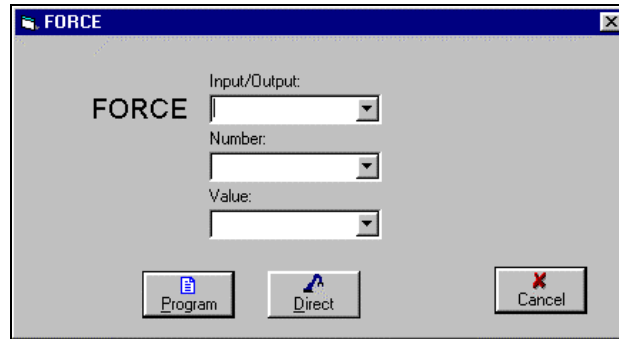 FORCE
Input/Output:
FORCE
Number:
Value:
Program
Direct
Cancel